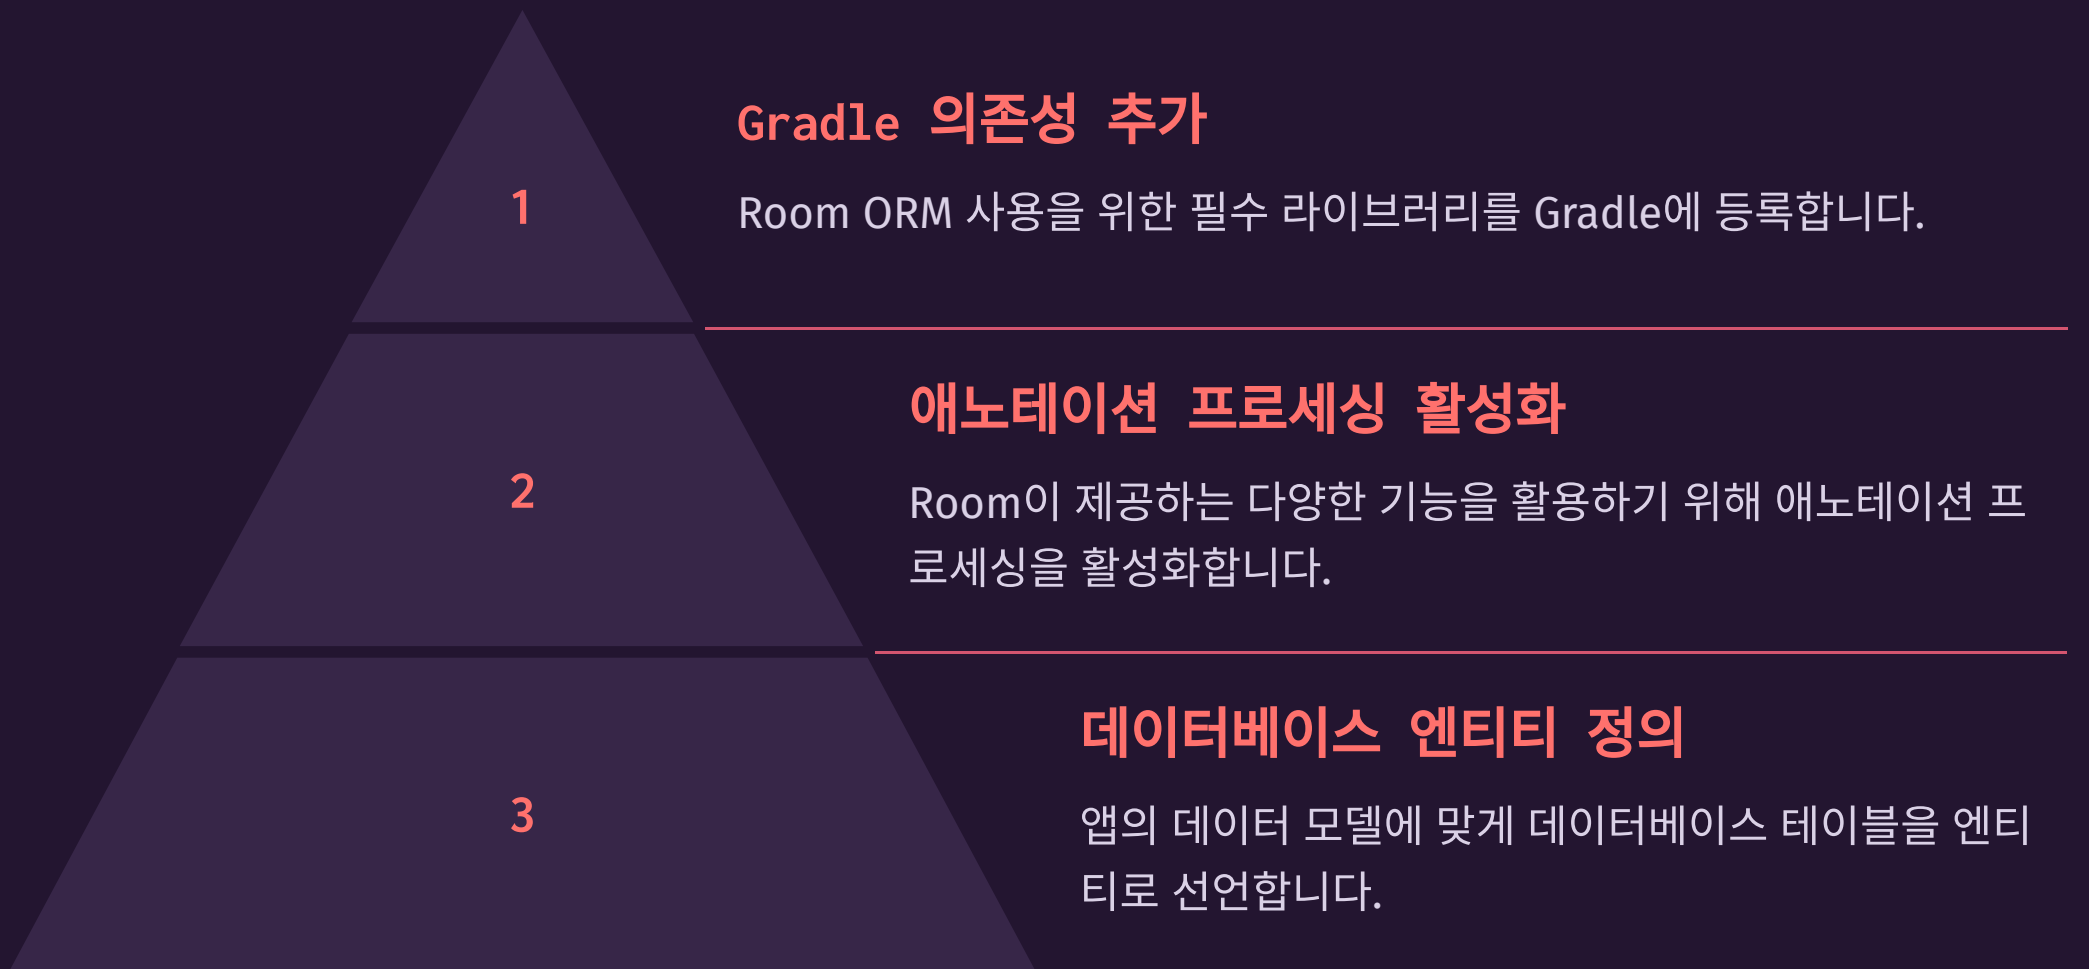 1
Gradle 의존성 추가
Room ORM 사용을 위한 필수 라이브러리를 Gradle에 등록합니다.
2
애노테이션 프로세싱 활성화
Room이 제공하는 다양한 기능을 활용하기 위해 애노테이션 프
로세싱을 활성화합니다.
3
데이터베이스 엔티티 정의
앱의 데이터 모델에 맞게 데이터베이스 테이블을 엔티
티로 선언합니다.